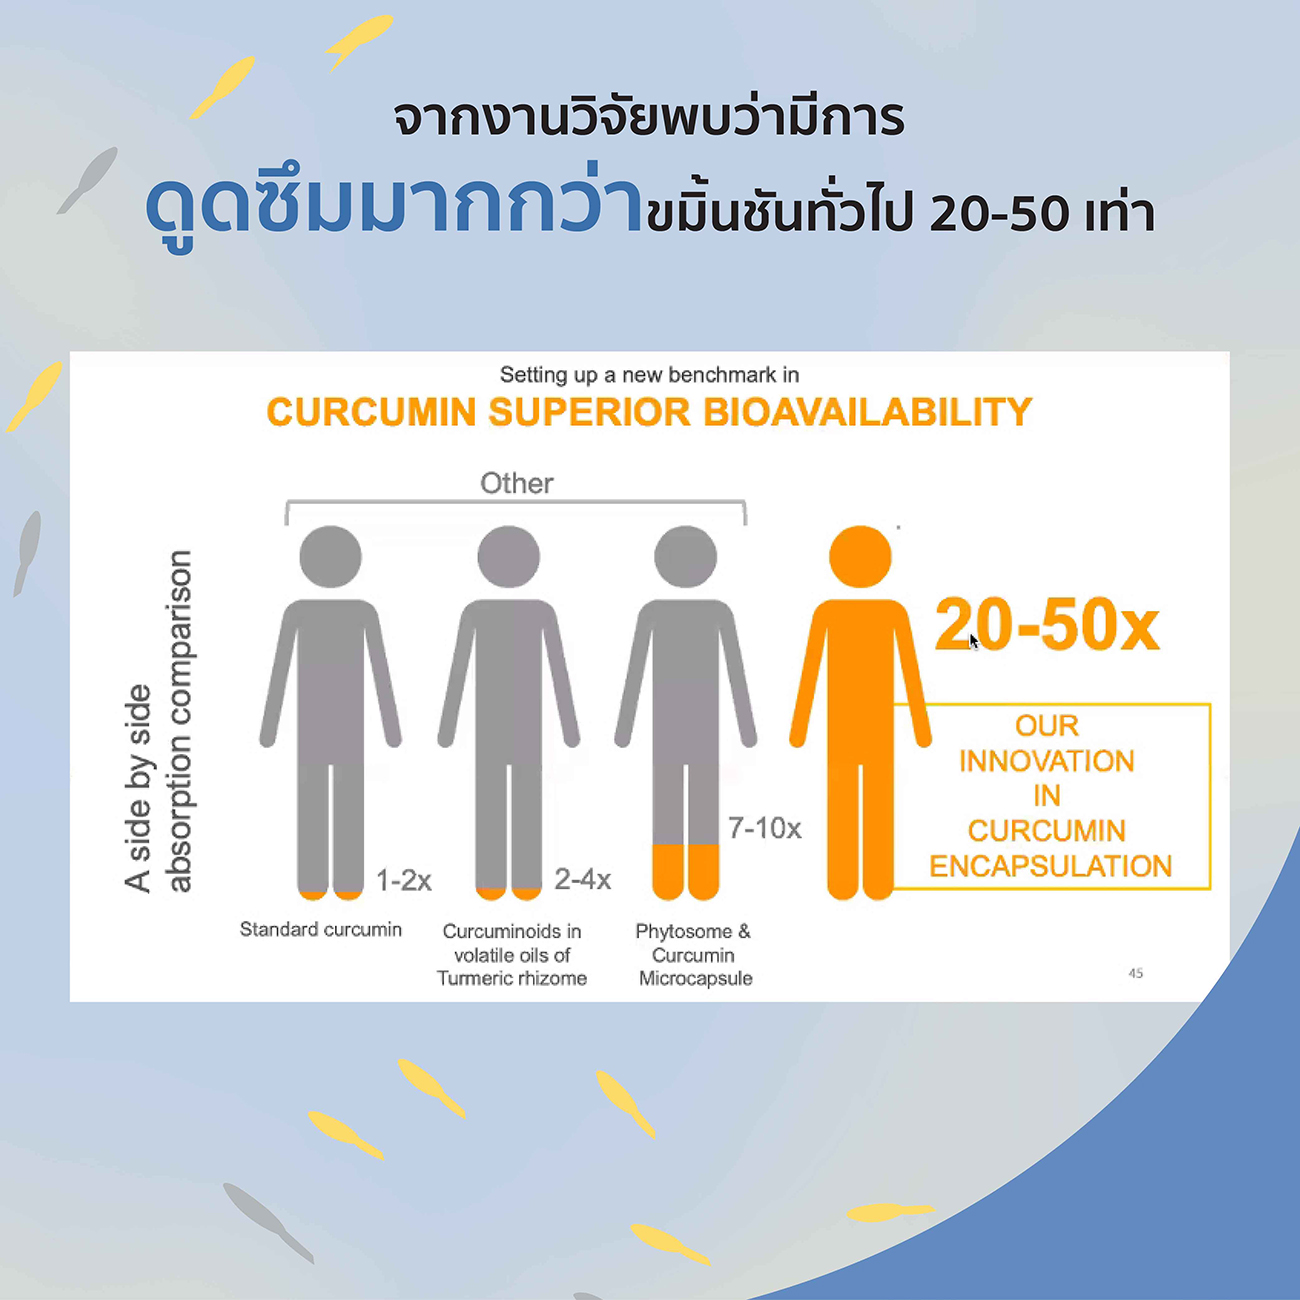 จากงานวิจัยพบว่ามีการ
ดูดซึมมากกว่าขมิ้นชันทั่วไป 20-50 เท่า
Setting up a new benchmark in
CURCUMIN SUPERIOR BIOAVAILABILITY
Other
A side by side
absorption comparison
20-50x
OUR
INNOVATION
IN
CURCUMIN
ENCAPSULATION
7-10x
1-2x
2-4x
Standard curcumin
Curcuminoids in
volatile oils of
Turmeric rhizome
Phytosome &
Curcumin
Microcapsule
45